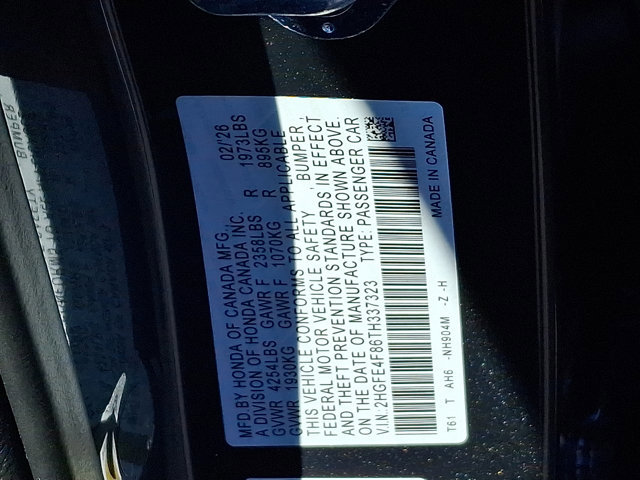 MFD BY HONDA OF CANADA MFG., 02/'26
A DIVISION OF HONDA CANADA INC.
GVWR 4254LBS GAWR F 2358LBS R 1973LBS
GVWR 1930KG GAWR F 1070KG R 895KG
THIS VEHICLE CONFORMS TO ALL APPLICABLE
FEDERAL MOTOR VEHICLE SAFETY , BUMPER ,
AND THEFT PREVENTION STANDARDS IN EFFECT
ON THE DATE OF MANUFACTURE SHOWN ABOVE.
V.I.N: 2HGFE4F86TH337323 TYPE: PASSENGER CAR
T61 T AH6 -NH904M -Z -H MADE IN CANADA
BUMPER